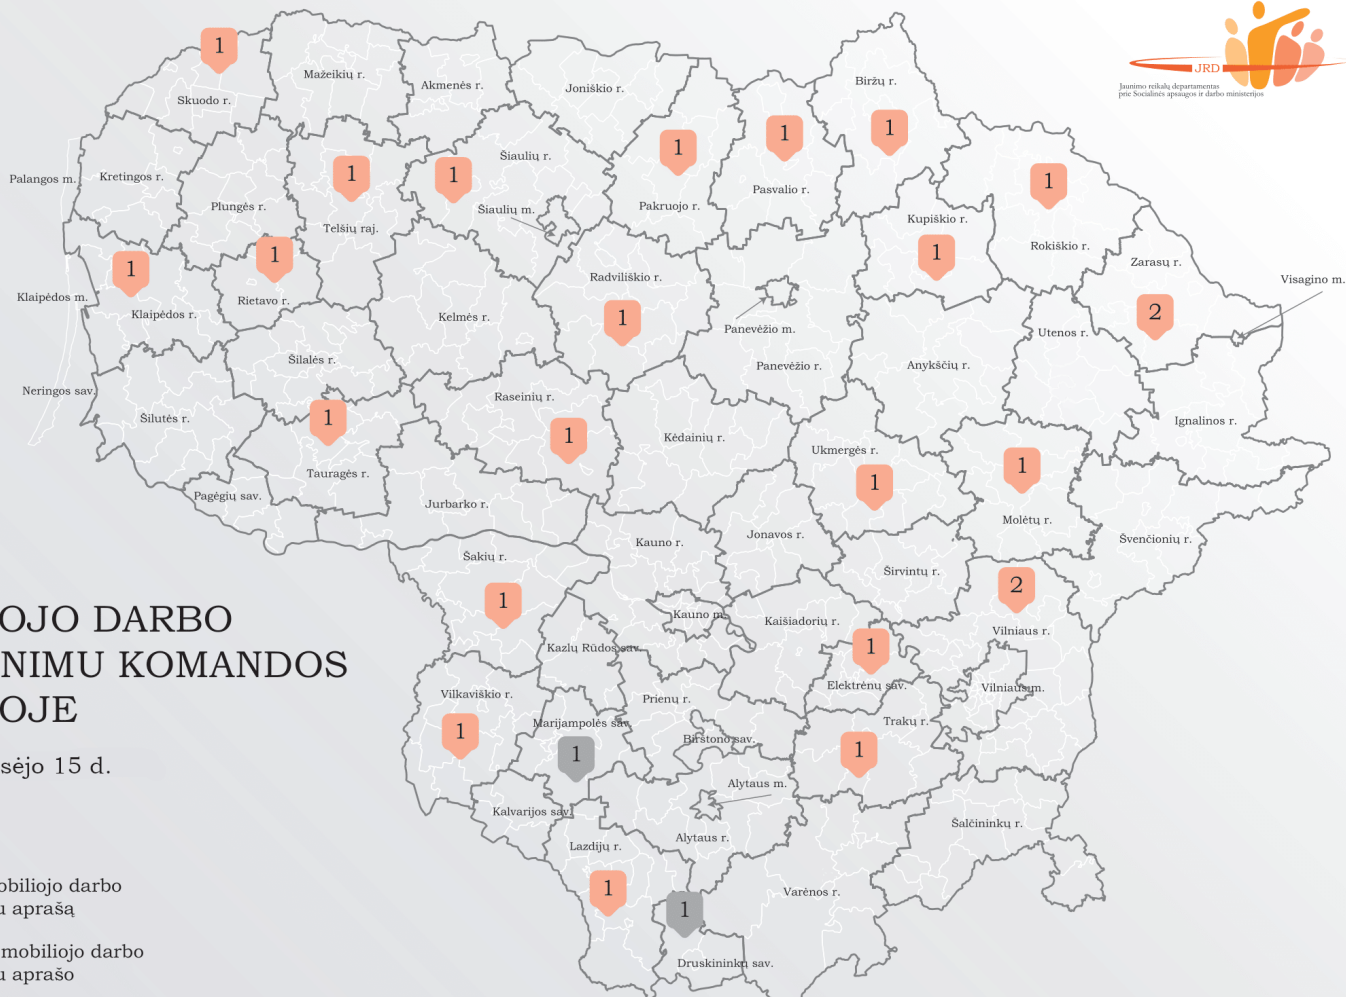 JRD
Jaunimo reikalų departamentas
prie Socialinės apsaugos ir darbo ministerijos
1
Skuodo r.
Mažeikių r.
Akmenės r.
Joniškio r.
Biržų r.
1
Palangos m.
Kretingos r.
Plungės r.
1
Telšių raj.
1
Šiaulių r.
Šiaulių m.
1
Pakruojo r.
1
Pasvalio r.
Kupiškio r.
1
1
Rokiškio r.
Zarasų r.
2
Visagino m.
Klaipėdos m.
1
Klaipėdos r.
1
Rietavo r.
Kelmės r.
Radviliškio r.
1
Panevėžio m.
Panevėžio r.
Anykščių r.
Utenos r.
Ignalinos r.
Neringos sav.
Šilutės r.
Šilalės r.
1
Tauragės r.
Pagėgių sav.
Raseinių r.
1
Jurbarko r.
Kėdainių r.
Ukmergės r.
1
1
Molėtų r.
Švenčionių r.
Šakių r.
1
Kauno r.
Kauno m.
Jonavos r.
Širvintų r.
2
Vilniaus r.
Vilniaus m.
Kaišiadorių r.
1
Elektrėnų sav.
Kazlų Rūdos sav.
Vilkaviškio r.
1
Marijampolės sav.
1
Prienų r.
Birštono sav.
Trakų r.
1
Kalvarijos sav.
Alytaus m.
Alytaus r.
Šalčininkų r.
Lazdijų r.
1
1
Druskininkų sav.
Varėnos r.
OJO DARBO
NIMU KOMANDOS
OJE
sėjo 15 d.
obiliojo darbo
u aprašą
mobiliojo darbo
u aprašo